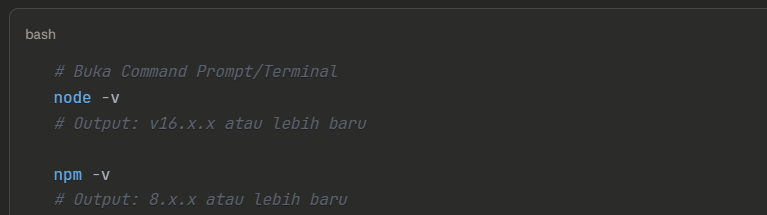 bash
# Buka Command Prompt/Terminal
node -v
# Output: v16.x.x atau lebih baru
npm -v
# Output: 8.x.x atau lebih baru